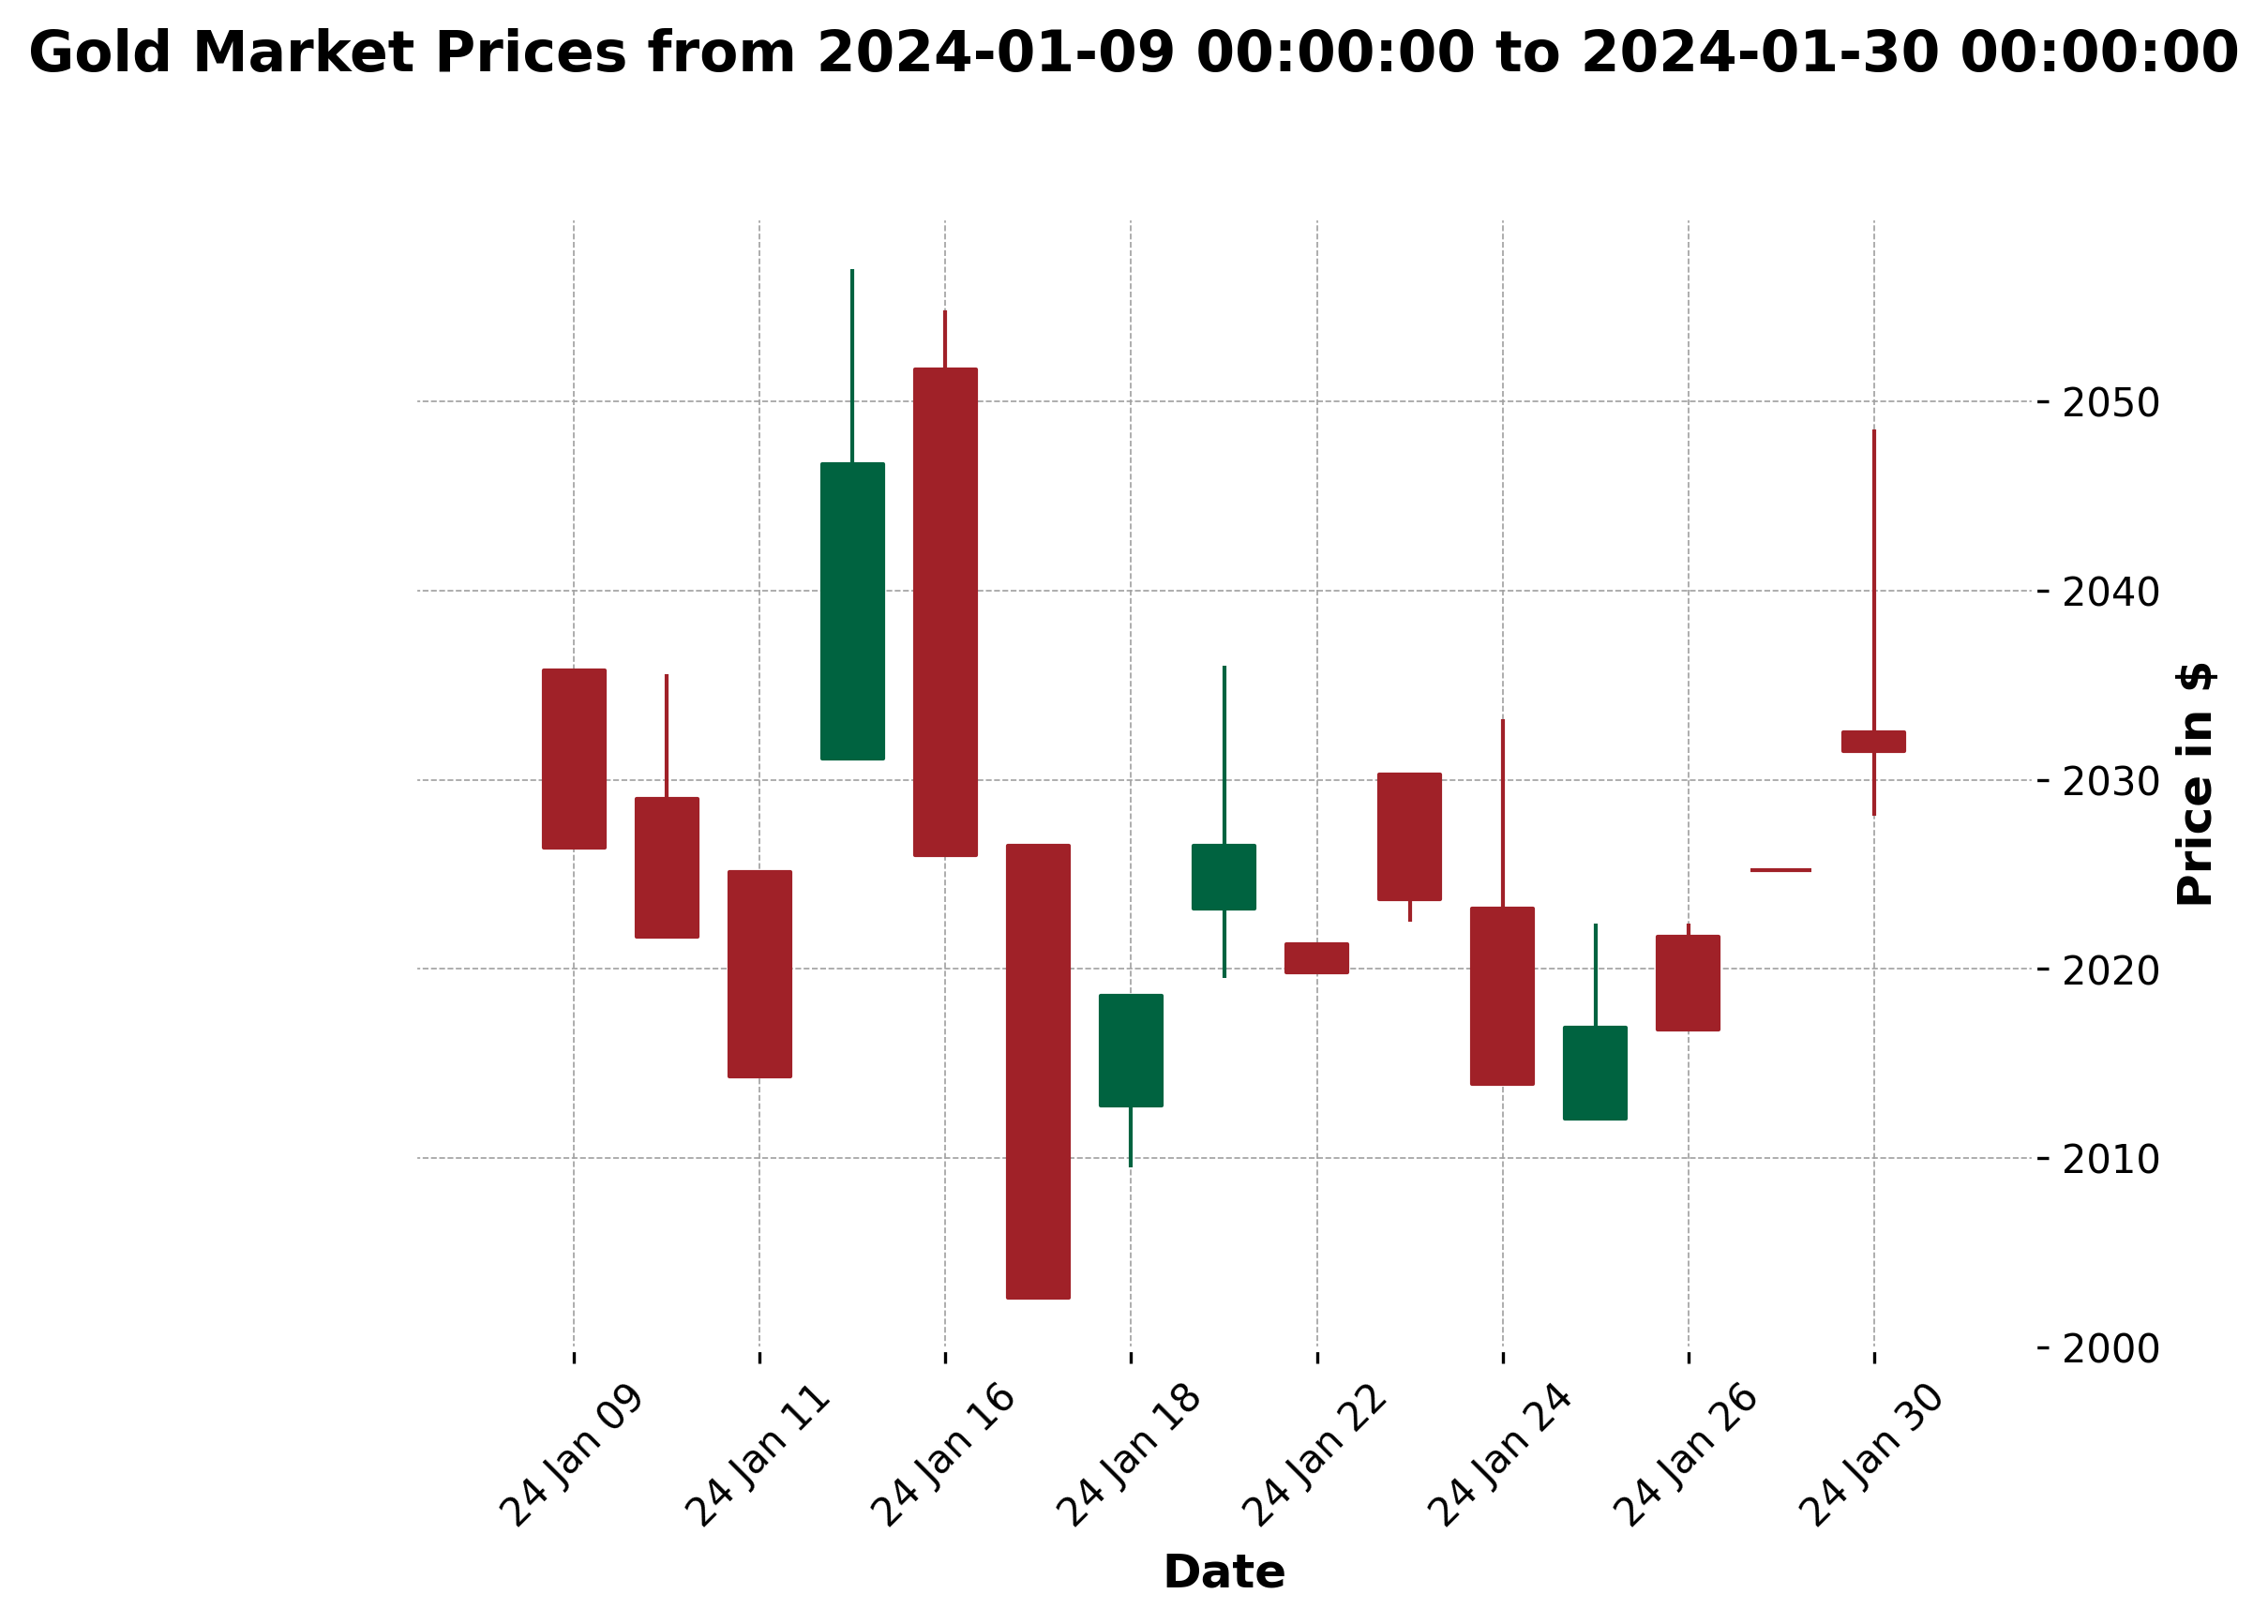 Gold Market Prices from 2024-01-09 00:00:00 to 2024-01-30 00:00:00
2050
2040
2030
2020
2010
2000
Price in $
24 Jan 09
24 Jan 11
24 Jan 16
24 Jan 18
24 Jan 22
24 Jan 24
24 Jan 26
24 Jan 30
Date